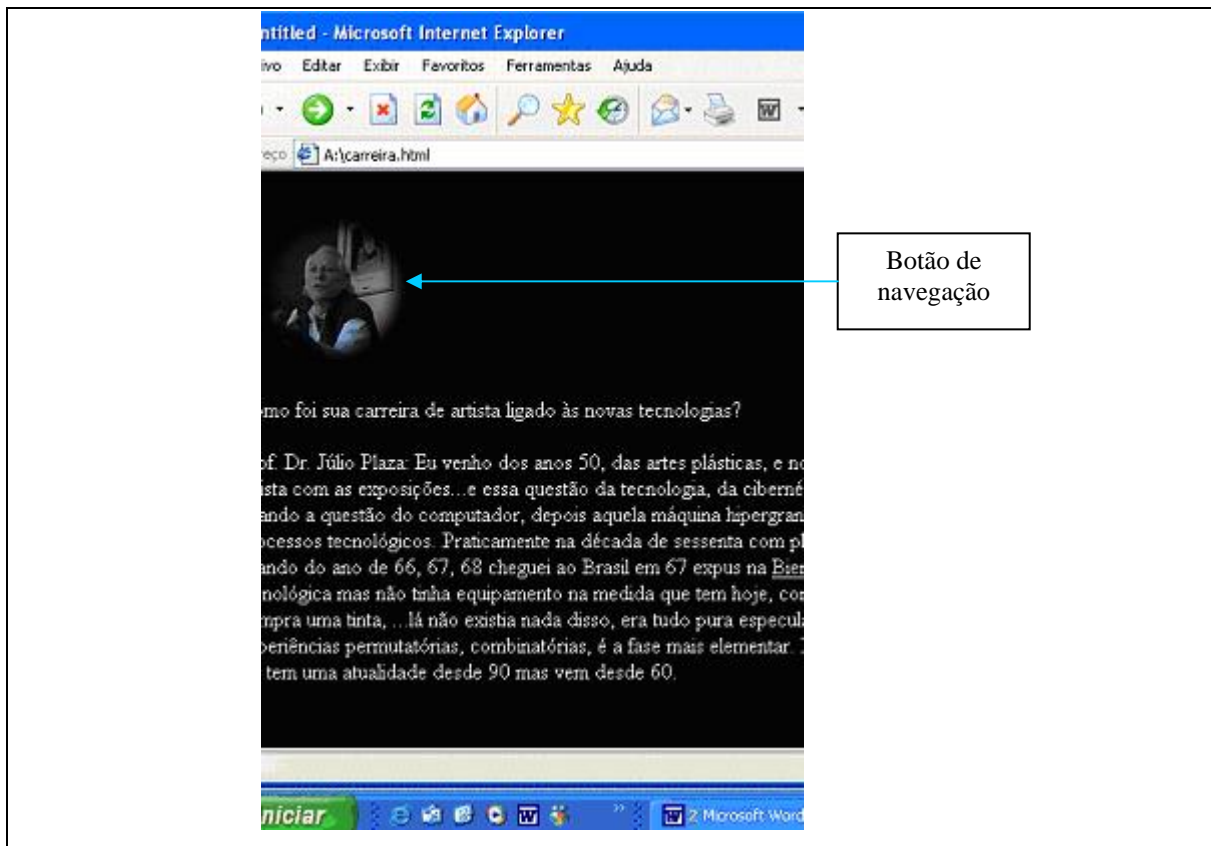 ntitled - Microsoft Internet Explorer
ivo Editar Exibir Favoritos Ferramentas Ajuda
eço A:\carreira.html
Botão de
navegação
omo foi sua carreira de artista ligado às novas tecnologias?
of. Dr. Júlio Plaza: Eu venho dos anos 50, das artes plásticas, e no
ista com as exposições...e essa questão da tecnologia, da ciberné
ando a questão do computador, depois aquela máquina hipergran
ocessos tecnológicos. Praticamente na década de sessenta com pl
ando do ano de 66, 67, 68 cheguei ao Brasil em 67 expus na Bien
nológica mas não tinha equipamento na medida que tem hoje, con
mpra uma tinta, ...lá não existia nada disso, era tudo pura especula
periências permutatórias, combinatórias, é a fase mais elementar.
tem uma atualidade desde 90 mas vem desde 60.
niciar
2 Microsoft Word